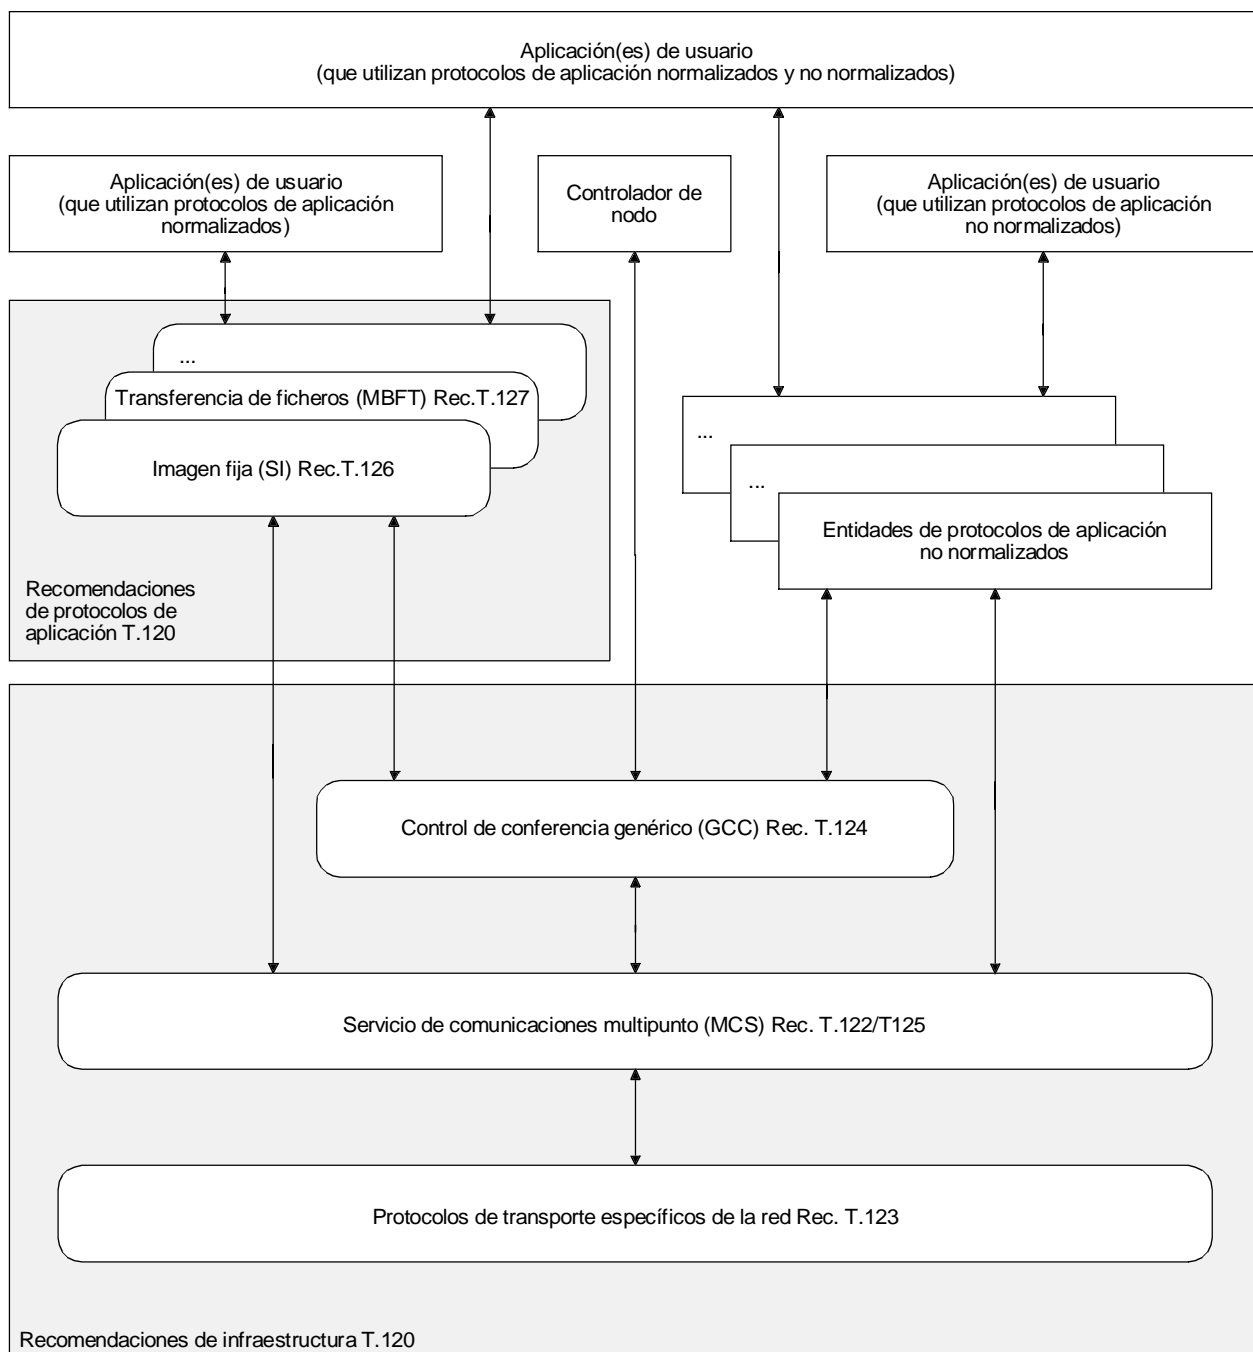 Aplicación(es) de usuario
(que utilizan protocolos de aplicación normalizados y no normalizados)
Aplicación(es) de usuario
(que utilizan protocolos de aplicación
normalizados)
Controlador de
nodo
Aplicación(es) de usuario
(que utilizan protocolos de aplicación
no normalizados)
...
Transferencia de ficheros (MBFT) Rec.T.127
Imagen fija (SI) Rec.T.126
...
...
Entidades de protocolos de aplicación
no normalizados
Recomendaciones
de protocolos de
aplicación T.120
Control de conferencia genérico (GCC) Rec. T.124
Servicio de comunicaciones multipunto (MCS) Rec. T.122/T125
Protocolos de transporte específicos de la red Rec. T.123
Recomendaciones de infraestructura T.120